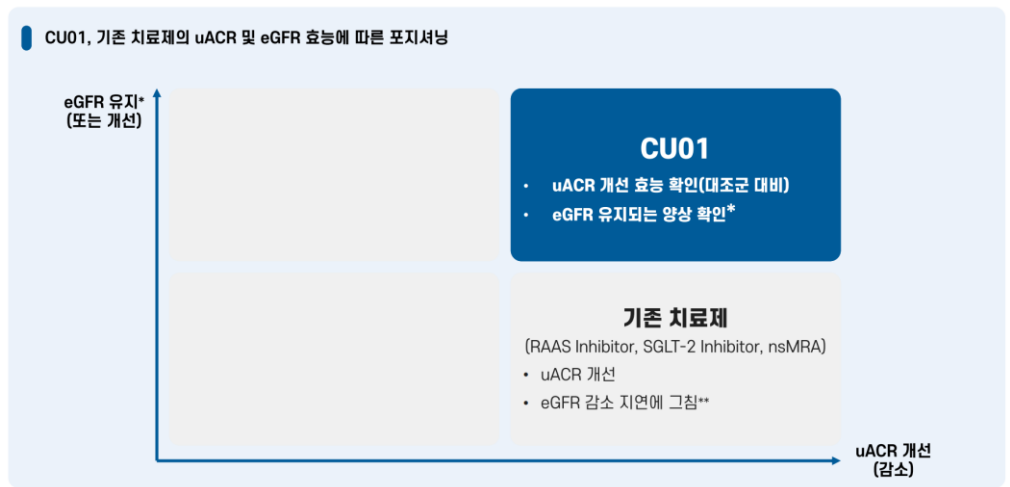 CU01, 기존 치료제의 uACR 및 eGFR 효능에 따른 포지셔닝
eGFR 유지*
(또는 개선)
CU01
• uACR 개선 효능 확인(대조군 대비)
• eGFR 유지되는 양상 확인*
기존 치료제
(RAAS Inhibitor, SGLT-2 Inhibitor, nsMRA)
• uACR 개선
• eGFR 감소 지연에 그침**
uACR 개선
(감소)